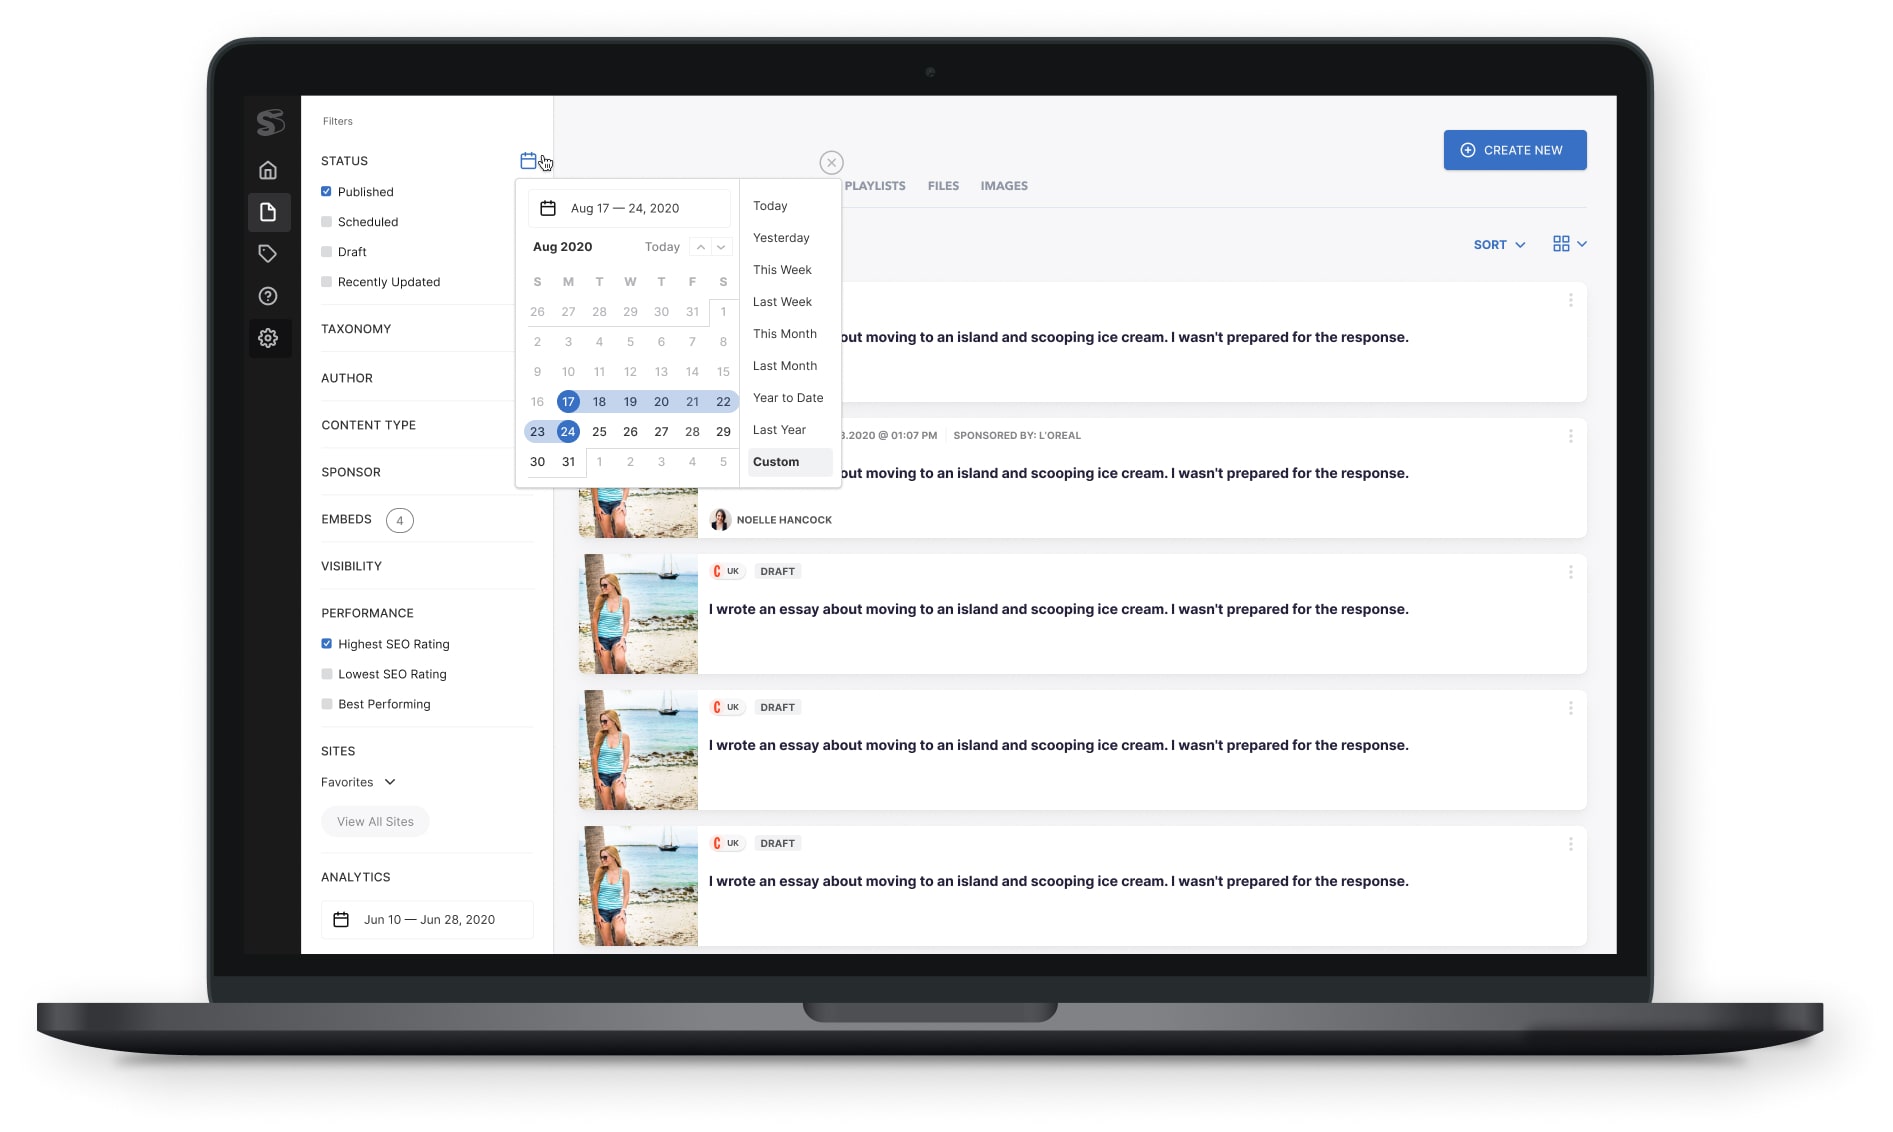 Filters
STATUS
Published
Scheduled
Draft
Recently Updated
TAXONOMY
AUTHOR
CONTENT TYPE
SPONSOR
EMBEDS 4
VISIBILITY
PERFORMANCE
Highest SEO Rating
Lowest SEO Rating
Best Performing
SITES
Favorites
View All Sites
ANALYTICS
Jun 10 — Jun 28, 2020
Aug 17 — 24, 2020
Aug 2020 Today
S M T W T F S
26 27 28 29 30 31 1
2 3 4 5 6 7 8
9 10 11 12 13 14 15
16 17 18 19 20 21 22
23 24 25 26 27 28 29
30 31 1 2 3 4 5
Today
Yesterday
This Week
Last Week
This Month
Last Month
Year to Date
Last Year
Custom
CREATE NEW
PLAYLISTS FILES IMAGES
SORT
out moving to an island and scooping ice cream. I wasn't prepared for the response.
3.2020 @ 01:07 PM SPONSORED BY: L'OREAL
out moving to an island and scooping ice cream. I wasn't prepared for the response.
NOELLE HANCOCK
C UK DRAFT
I wrote an essay about moving to an island and scooping ice cream. I wasn't prepared for the response.
C UK DRAFT
I wrote an essay about moving to an island and scooping ice cream. I wasn't prepared for the response.
C UK DRAFT
I wrote an essay about moving to an island and scooping ice cream. I wasn't prepared for the response.